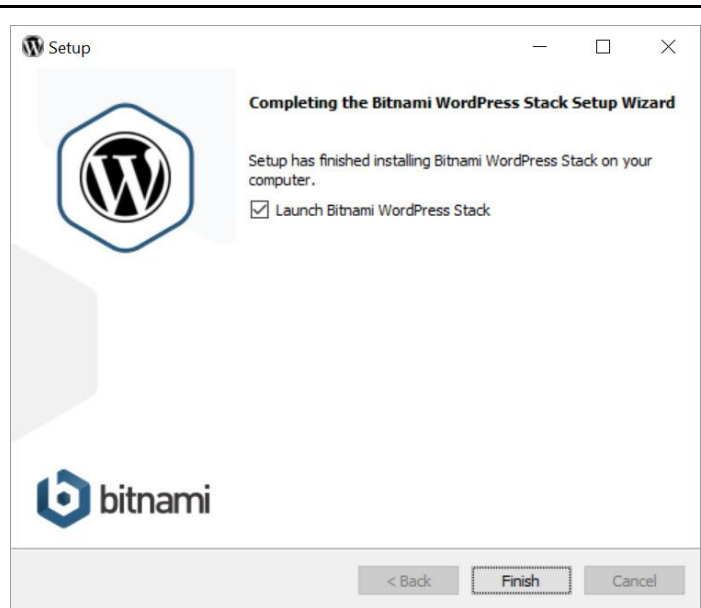 Setup
Completing the Bitnami WordPress Stack Setup Wizard
Setup has finished installing Bitnami WordPress Stack on your
computer.
Launch Bitnami WordPress Stack
bitnami
< Back Finish Cancel